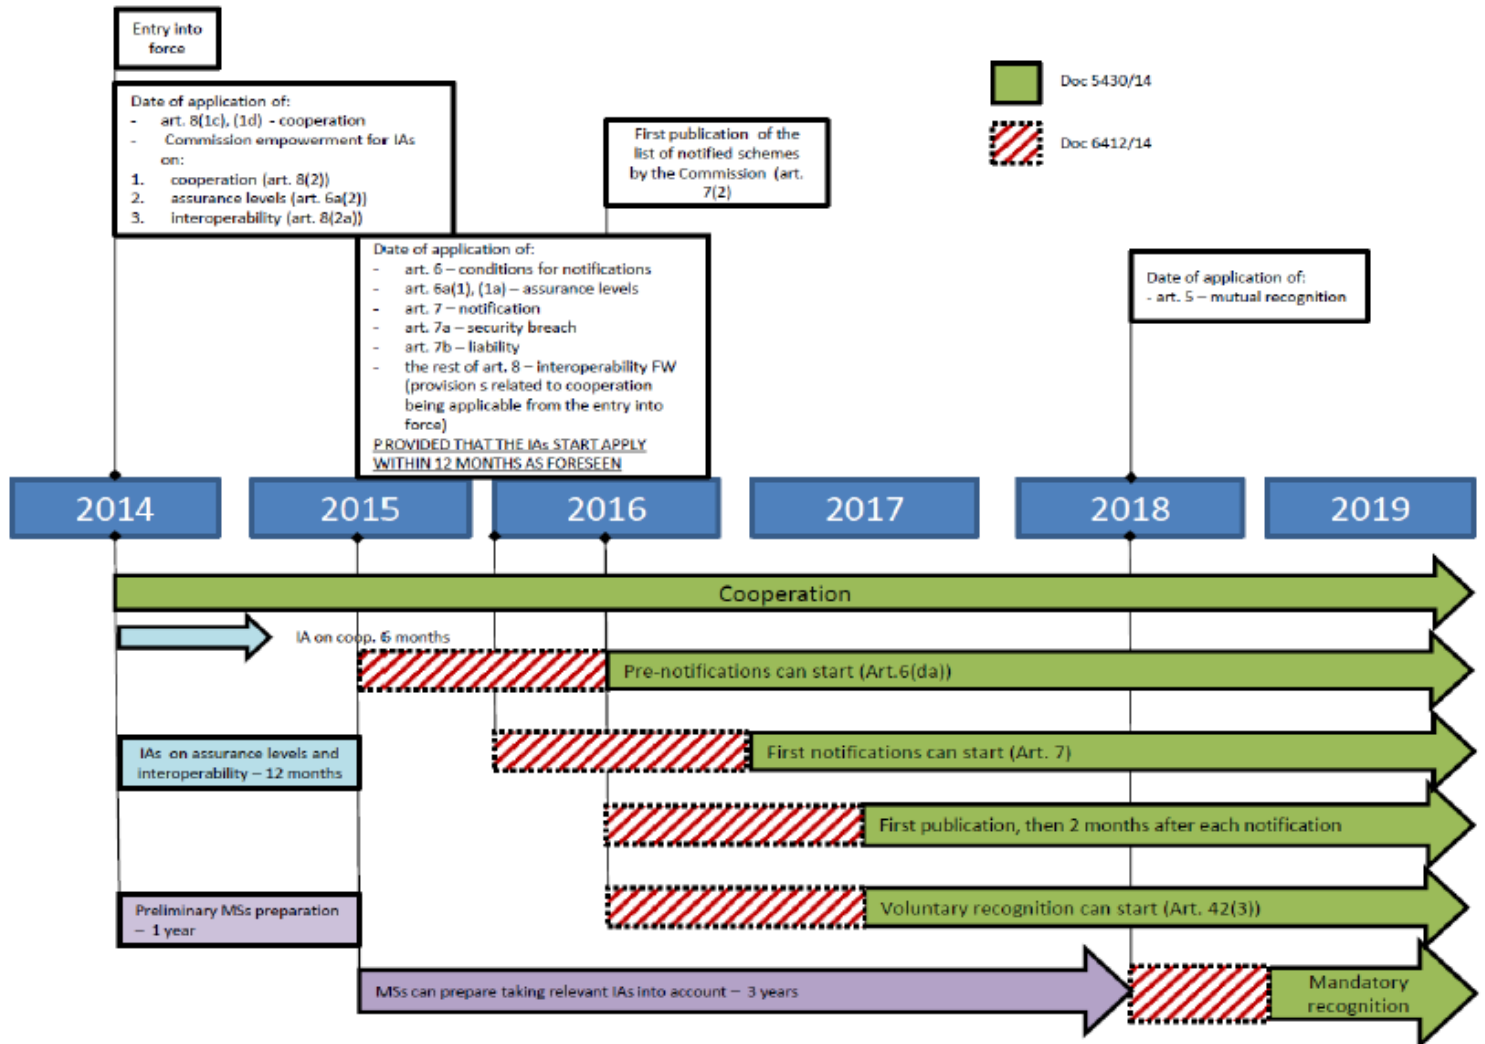 Entry into
force
Date of application of:
- art. 8(1c), (1d) - cooperation
- Commission empowerment for IAs
on:
1. cooperation (art. 8(2))
2. assurance levels (art. 6a(2))
3. interoperability (art. 8(2a))
First publication of the
list of notified schemes
by the Commission (art.
7(2)
Doc 5430/14
Doc 6412/14
Date of application of:
- art. 6 – conditions for notifications
- art. 6a(1), (1a) – assurance levels
- art. 7 – notification
- art. 7a – security breach
- art. 7b – liability
- the rest of art. 8 – interoperability FW
(provision s related to cooperation
being applicable from the entry into
force)
PROVIDED THAT THE IAs START APPLY
WITHIN 12 MONTHS AS FORESEEN
Date of application of:
- art. 5 – mutual recognition
2014
2015
2016
2017
2018
2019
Cooperation
IA on coop. 6 months
Pre-notifications can start (Art.6(da))
IAs on assurance levels and
interoperability – 12 months
First notifications can start (Art. 7)
First publication, then 2 months after each notification
Preliminary MSs preparation
– 1 year
Voluntary recognition can start (Art. 42(3))
MSs can prepare taking relevant IAs into account – 3 years
Mandatory
recognition